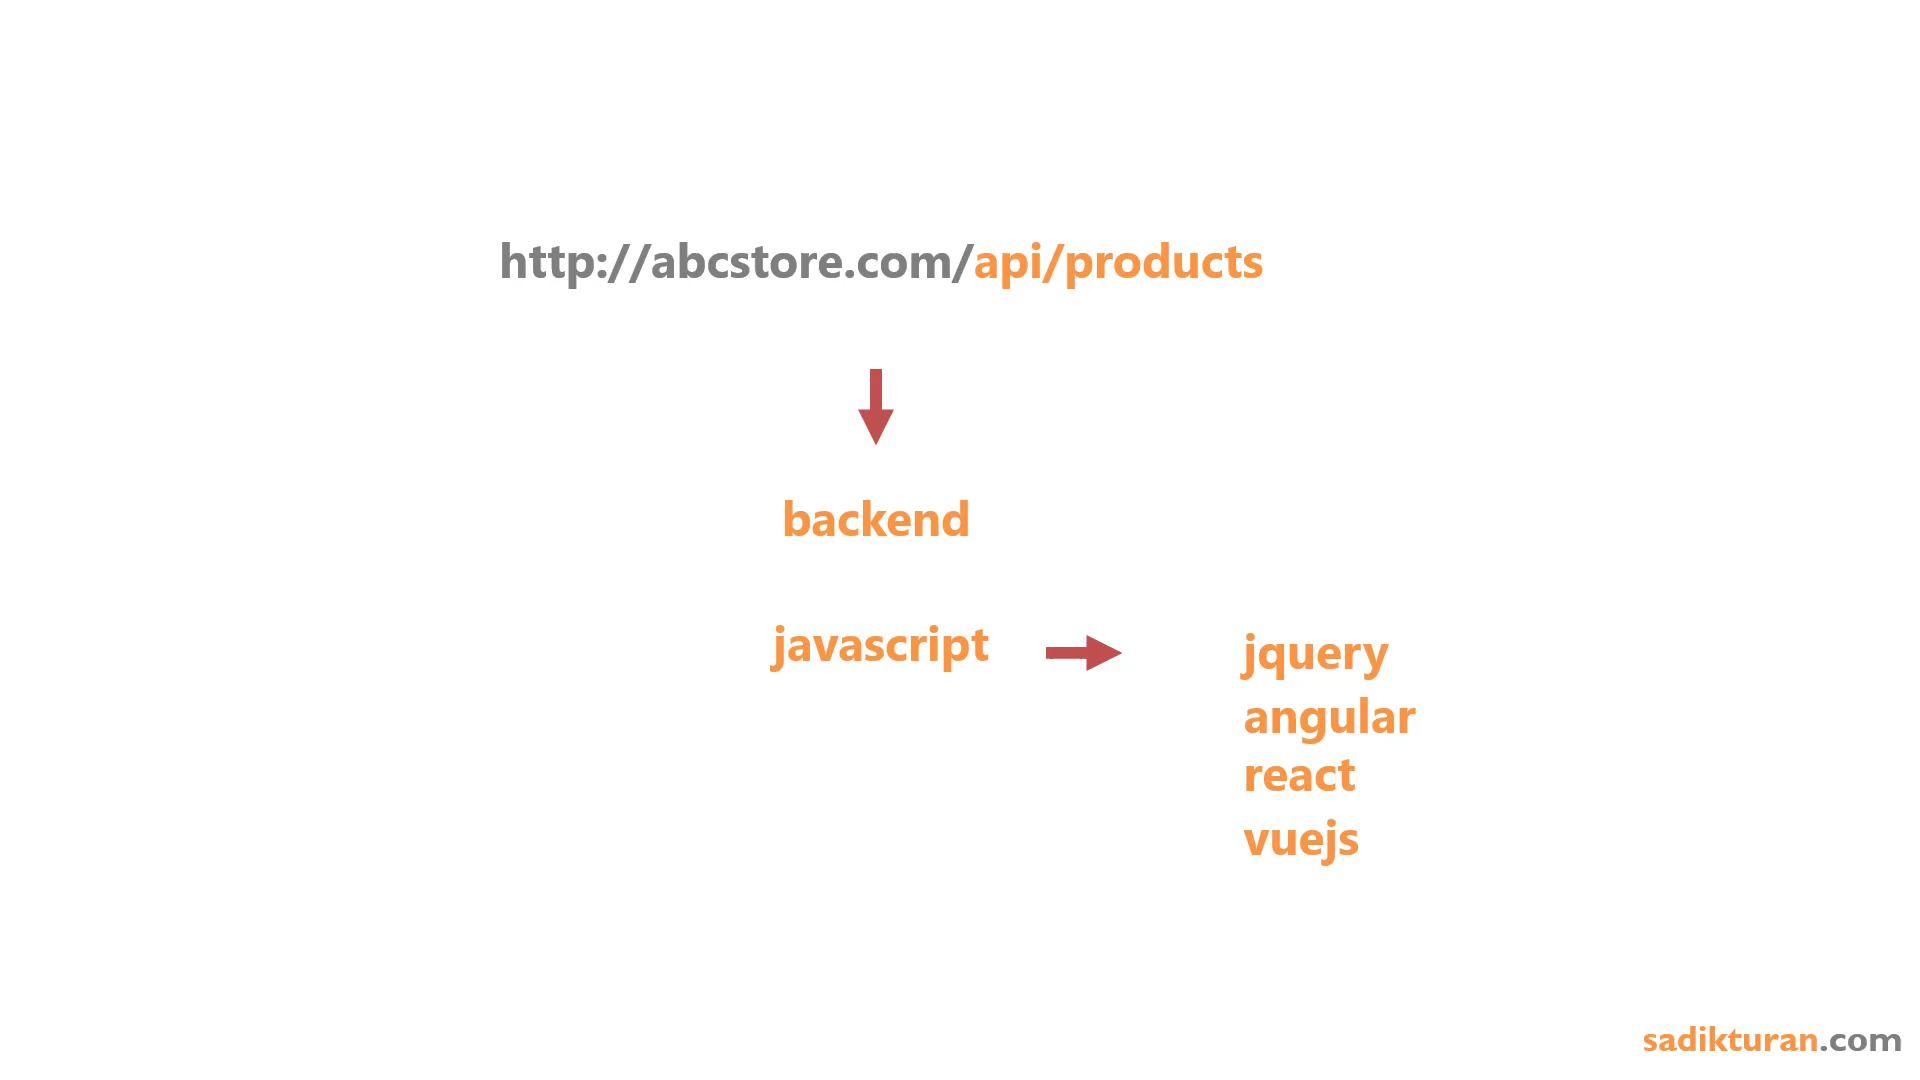 http://abcstore.com/api/products
backend
javascript
jquery
angular
react
vuejs
sadikturan.com